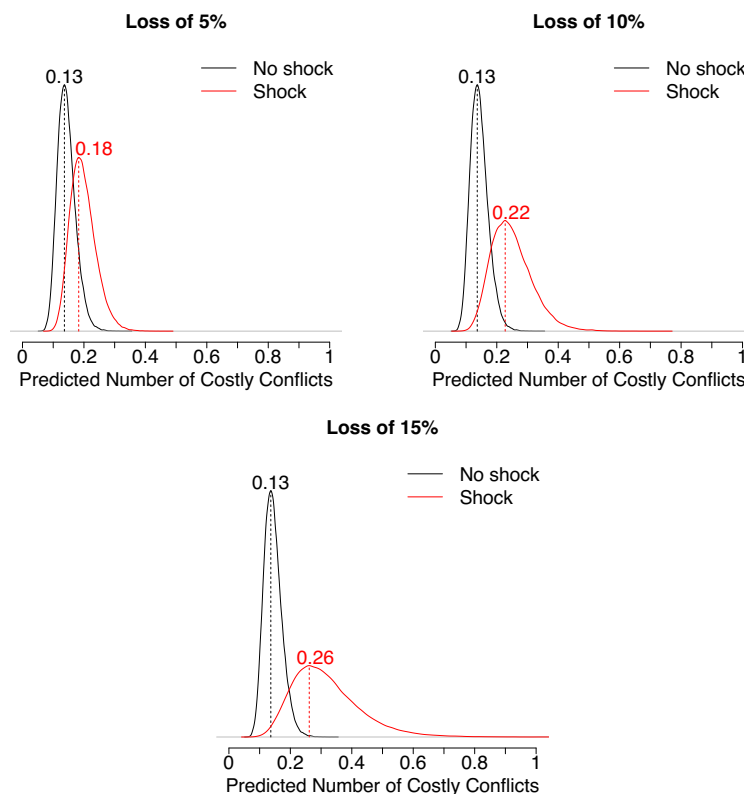 Loss of 5%
0.13
0.18
No shock
Shock
0 0.2 0.4 0.6 0.8 1
Predicted Number of Costly Conflicts
Loss of 10%
0.13
0.22
No shock
Shock
0 0.2 0.4 0.6 0.8 1
Predicted Number of Costly Conflicts
Loss of 15%
0.13
0.26
No shock
Shock
0 0.2 0.4 0.6 0.8 1
Predicted Number of Costly Conflicts